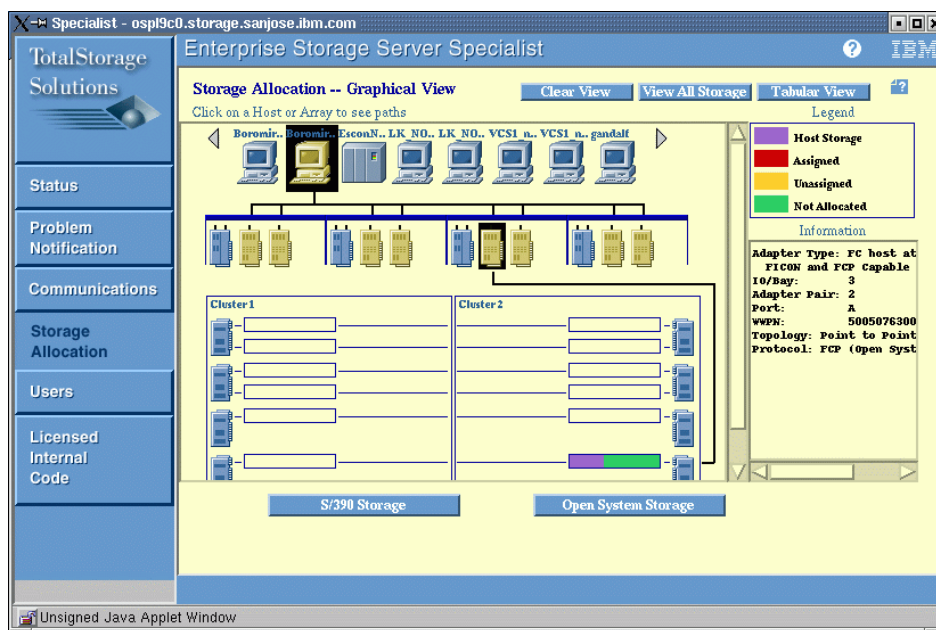 Specialist - ospl9c0.storage.sanjose.ibm.com
TotalStorage
Solutions
Enterprise Storage Server Specialist
?
IBM
Status
Problem
Notification
Communications
Storage
Allocation
Users
Licensed
Internal
Code
Storage Allocation -- Graphical View
Clear View
View All Storage
Tabular View
?
Click on a Host or Array to see paths
Boromir.. Boromir.. EsconN.. LK_NO.. LK_NO.. VCS1_n.. VCS1_n.. gandalf
Cluster 1
Cluster 2
Legend
Host Storage
Assigned
Unassigned
Not Allocated
Information
Adapter Type: FC host at
FICON and FCP Capable
IO/Bay: 3
Adapter Pair: 2
Port: A
WWPN: 5005076300
Topology: Point to Point
Protocol: FCP (Open Syst
S/390 Storage
Open System Storage
Unsigned Java Applet Window